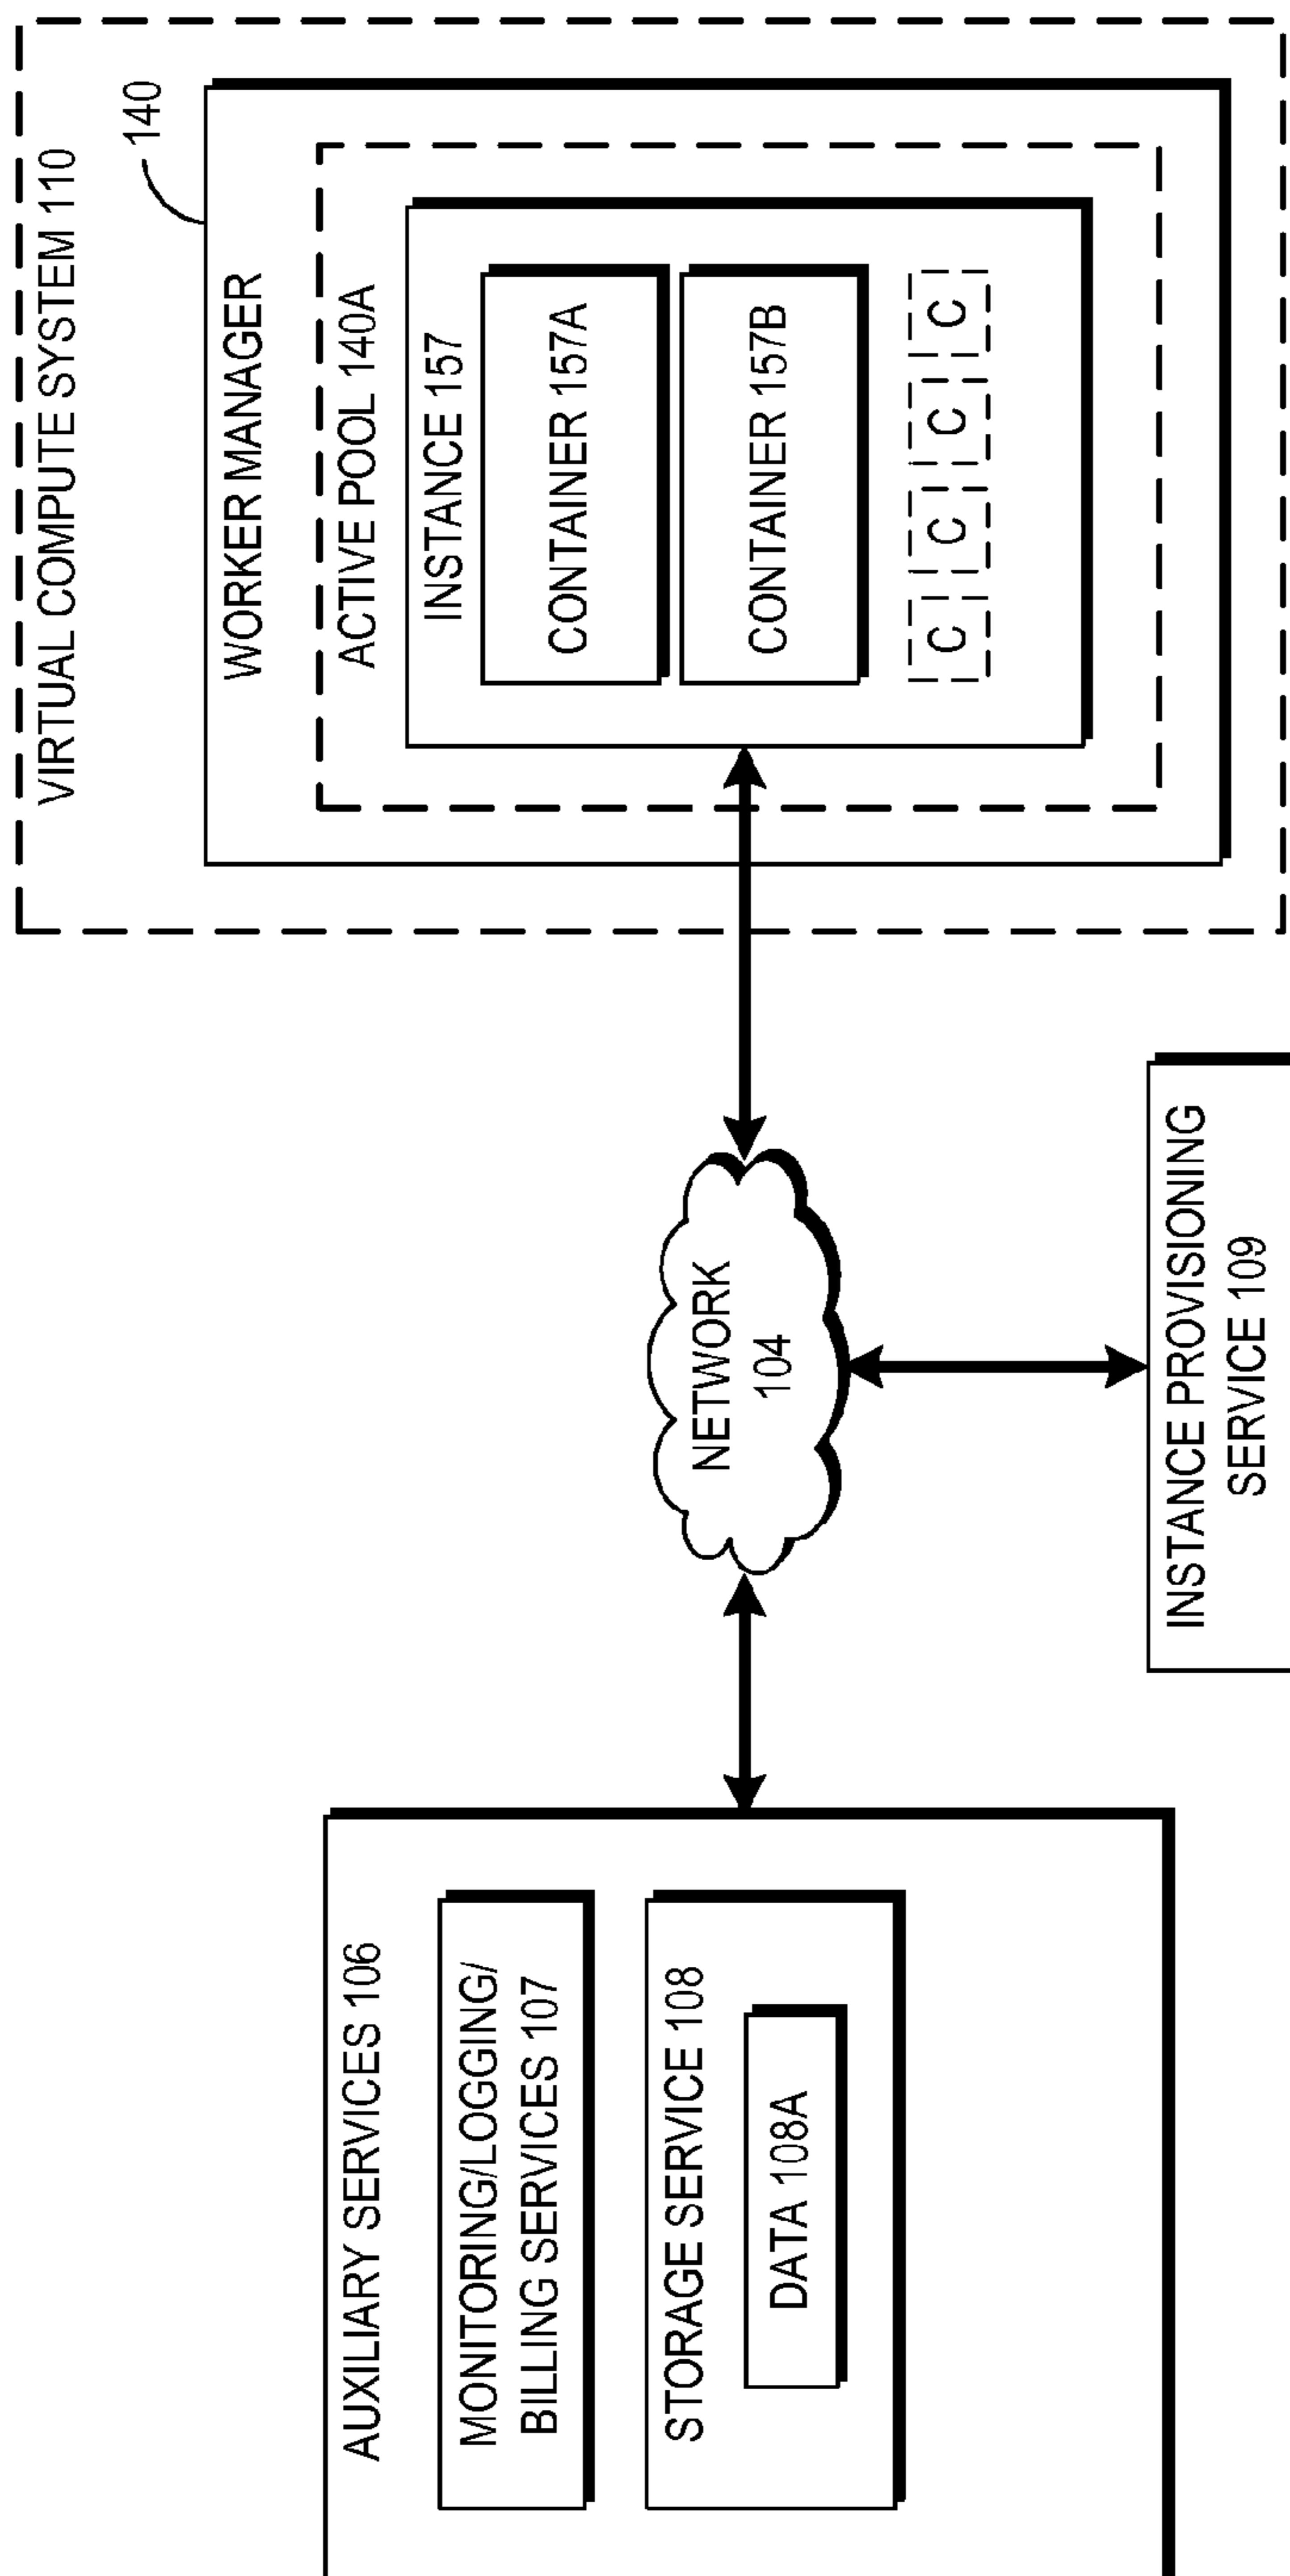 AUXILIARY SERVICES 106
MONITORING/LOGGING/
BILLING SERVICES 107
STORAGE SERVICE 108
DATA 108A
NETWORK
104
INSTANCE PROVISIONING
SERVICE 109
VIRTUAL COMPUTE SYSTEM 110
140
WORKER MANAGER
ACTIVE POOL 140A
INSTANCE 157
CONTAINER 157A
CONTAINER 157B
C C C C